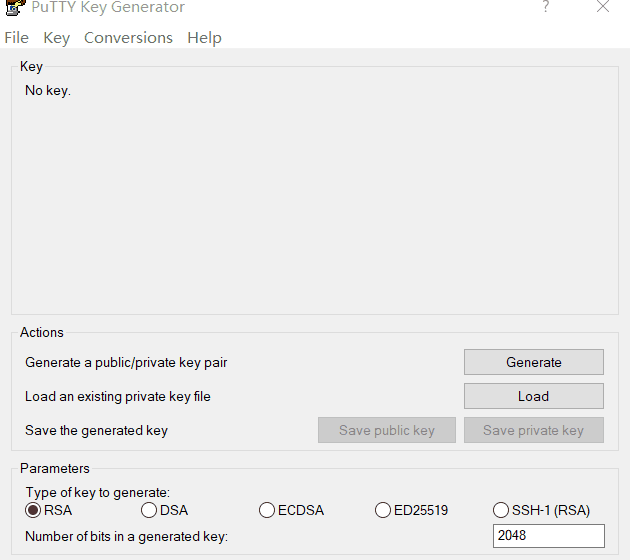 PuTTY Key Generator ?
File Key Conversions Help
Key
No key.
Actions
Generate a public/private key pair Generate
Load an existing private key file Load
Save the generated key Save public key Save private key
Parameters
Type of key to generate:
RSA DSA ECDSA ED25519 SSH-1 (RSA)
Number of bits in a generated key: 2048